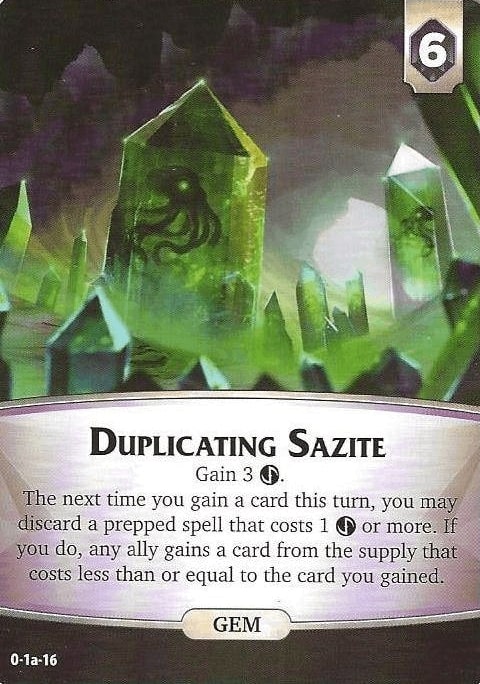 6
DUPLICATING SAZITE
Gain 3 .
The next time you gain a card this turn, you may
discard a prepped spell that costs 1 or more. If
you do, any ally gains a card from the supply that
costs less than or equal to the card you gained.
GEM
0-1a-16